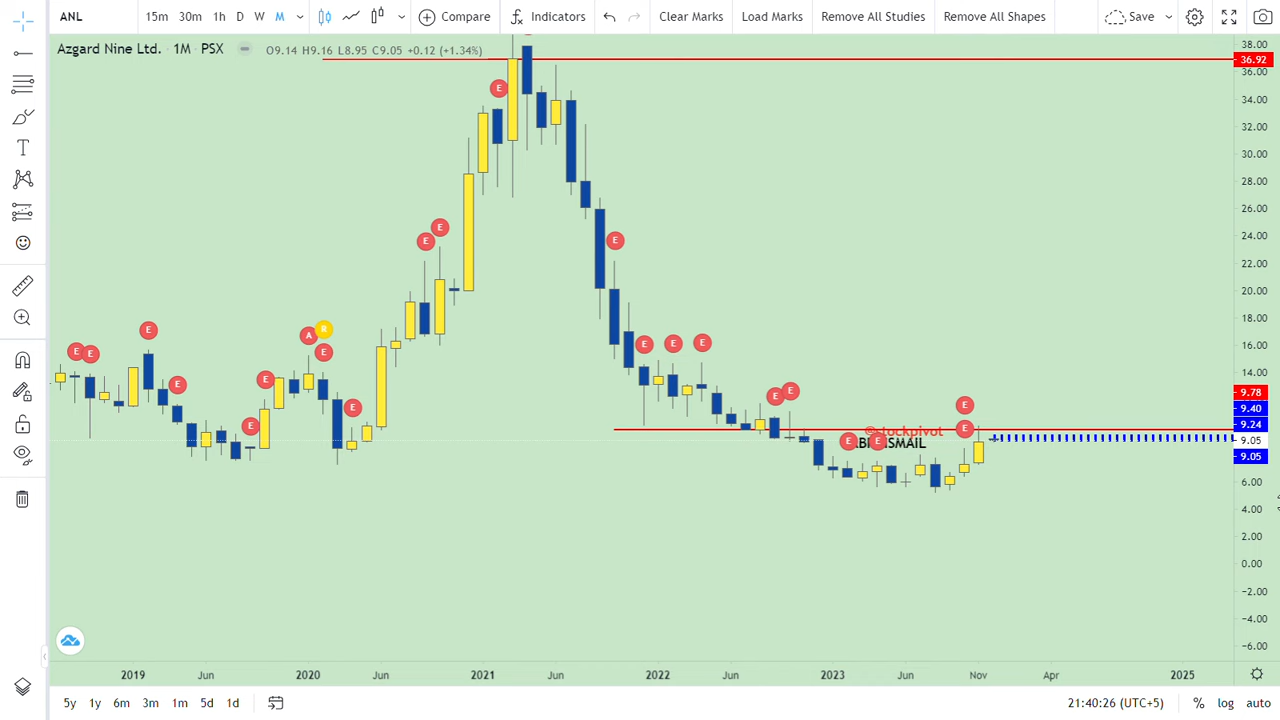 ANL 15m 30m 1h D W M Compare Indicators Clear Marks Load Marks Remove All Studies Remove All Shapes Save
Azgard Nine Ltd. · 1M · PSX O9.14 H9.16 L8.95 C9.05 +0.12 (+1.34%)
38.00
36.92
36.00
34.00
32.00
30.00
28.00
26.00
24.00
22.00
20.00
18.00
16.00
14.00
9.78
9.40
9.24
9.05
9.05
6.00
4.00
2.00
0.00
−2.00
−4.00
−6.00
E
E
E
E
E
E
E
E
A
R
E
E
E
E
E
E
E
E
E
E
E
E
E
E
stockpivot
ISMAIL
2019 Jun 2020 Jun 2021 Jun 2022 Jun 2023 Jun Nov Apr 2025
5y 1y 6m 3m 1m 5d 1d 21:40:26 (UTC+5) % log auto
T